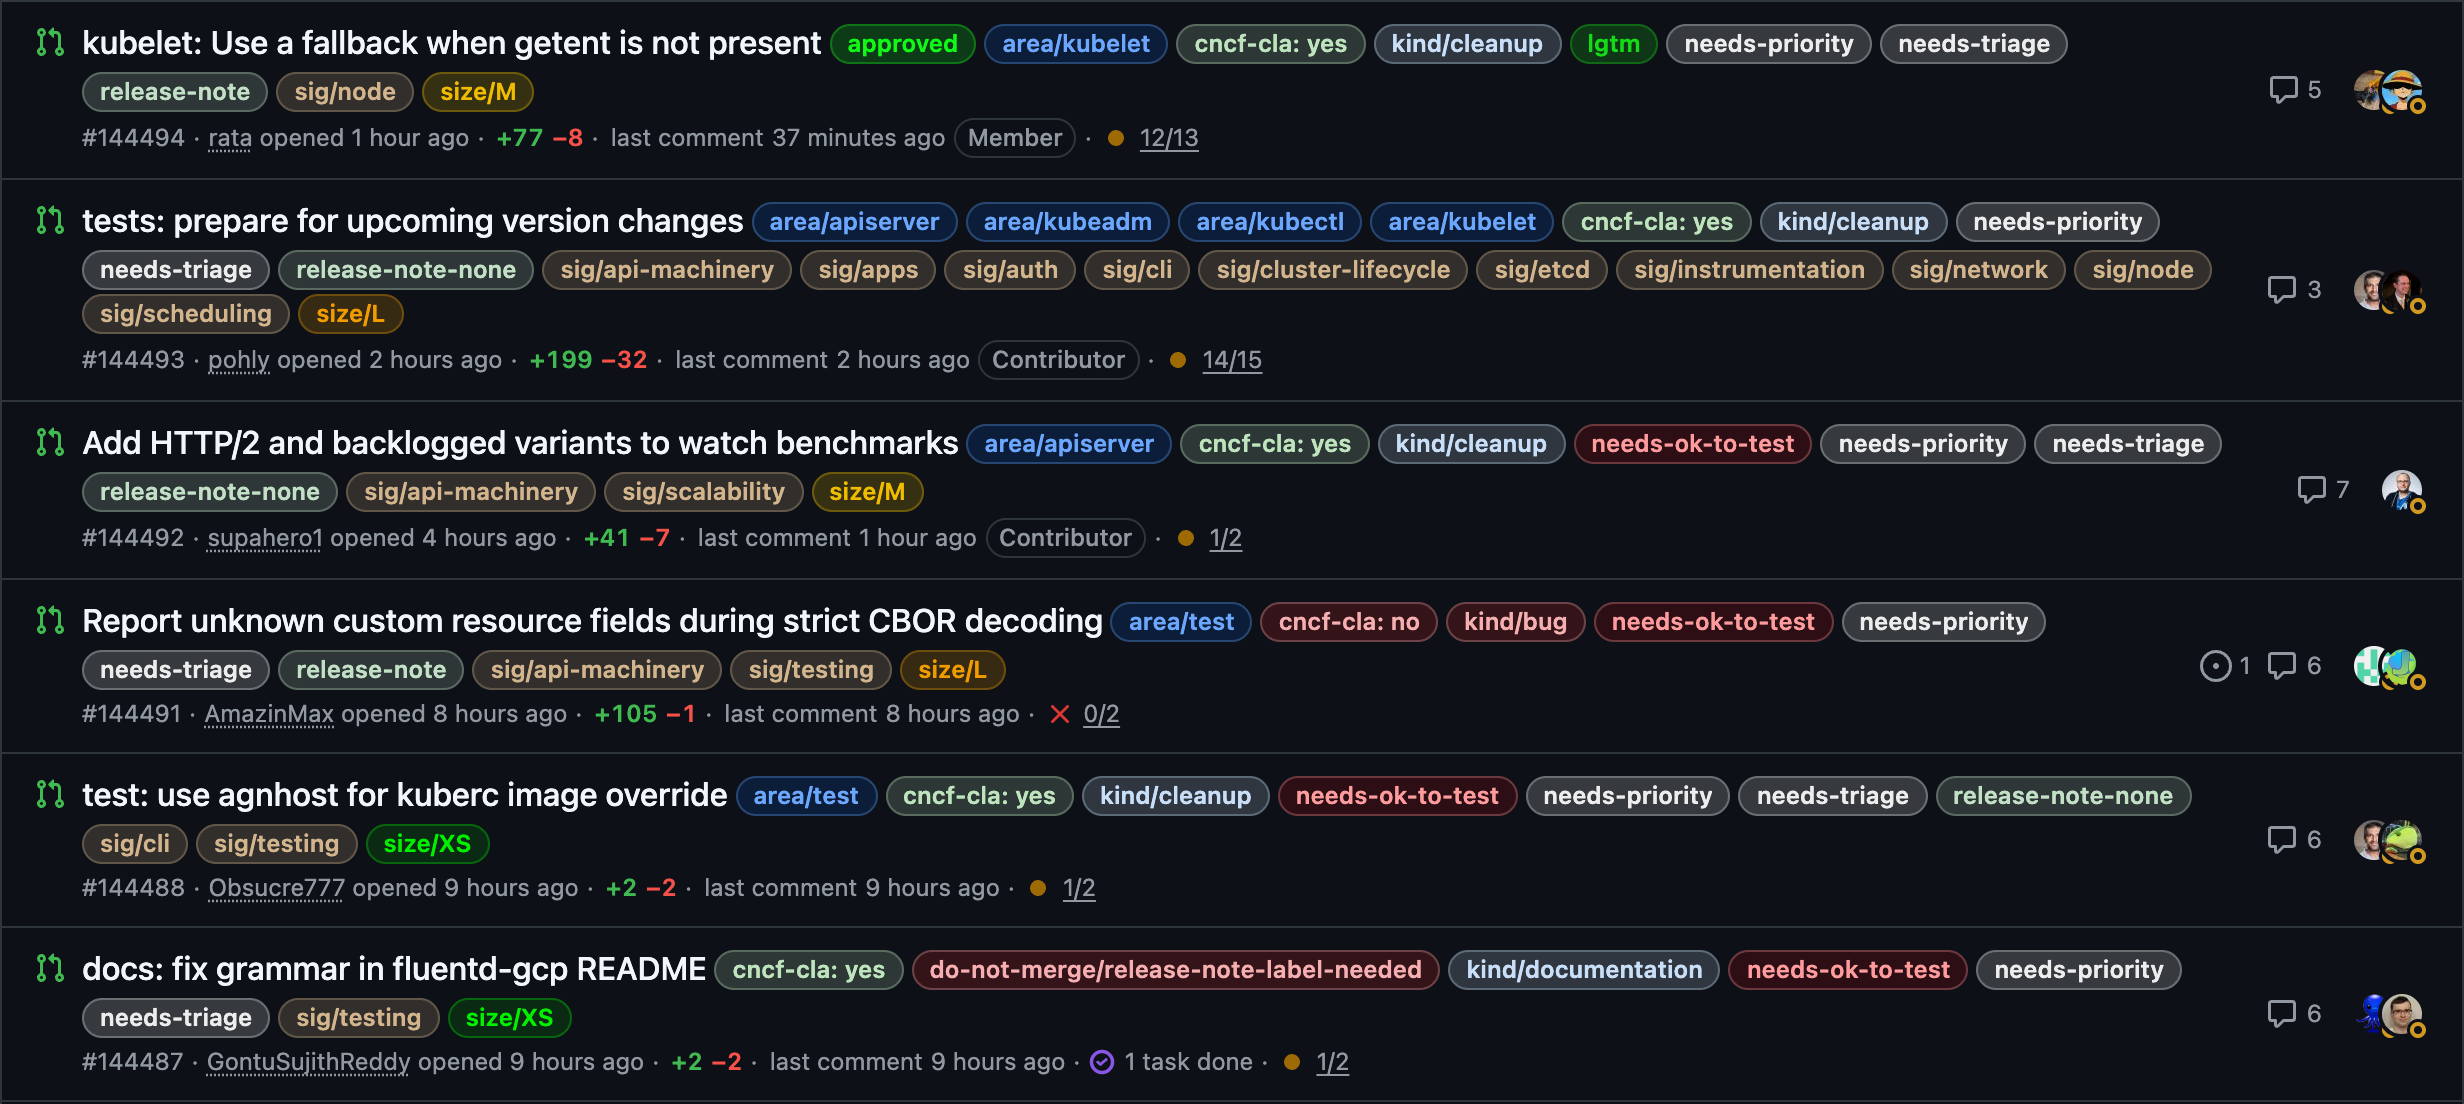 kubelet: Use a fallback when getent is not present approved area/kubelet cncf-cla: yes kind/cleanup lgtm needs-priority needs-triage
release-note sig/node size/M
5
#144494 · rata opened 1 hour ago · +77 −8 · last comment 37 minutes ago Member · 12/13
tests: prepare for upcoming version changes area/apiserver area/kubeadm area/kubectl area/kubelet cncf-cla: yes kind/cleanup needs-priority
needs-triage release-note-none sig/api-machinery sig/apps sig/auth sig/cli sig/cluster-lifecycle sig/etcd sig/instrumentation sig/network sig/node
3
sig/scheduling size/L
#144493 · pohly opened 2 hours ago · +199 −32 · last comment 2 hours ago Contributor · 14/15
Add HTTP/2 and backlogged variants to watch benchmarks area/apiserver cncf-cla: yes kind/cleanup needs-ok-to-test needs-priority needs-triage
release-note-none sig/api-machinery sig/scalability size/M
7
#144492 · supahero1 opened 4 hours ago · +41 −7 · last comment 1 hour ago Contributor · 1/2
Report unknown custom resource fields during strict CBOR decoding area/test cncf-cla: no kind/bug needs-ok-to-test needs-priority
needs-triage release-note sig/api-machinery sig/testing size/L
1 6
#144491 · AmazinMax opened 8 hours ago · +105 −1 · last comment 8 hours ago · 0/2
test: use agnhost for kuberc image override area/test cncf-cla: yes kind/cleanup needs-ok-to-test needs-priority needs-triage release-note-none
sig/cli sig/testing size/XS
6
#144488 · Obsucre777 opened 9 hours ago · +2 −2 · last comment 9 hours ago · 1/2
docs: fix grammar in fluentd-gcp README cncf-cla: yes do-not-merge/release-note-label-needed kind/documentation needs-ok-to-test needs-priority
needs-triage sig/testing size/XS
6
#144487 · GontuSujithReddy opened 9 hours ago · +2 −2 · last comment 9 hours ago · 1 task done · 1/2